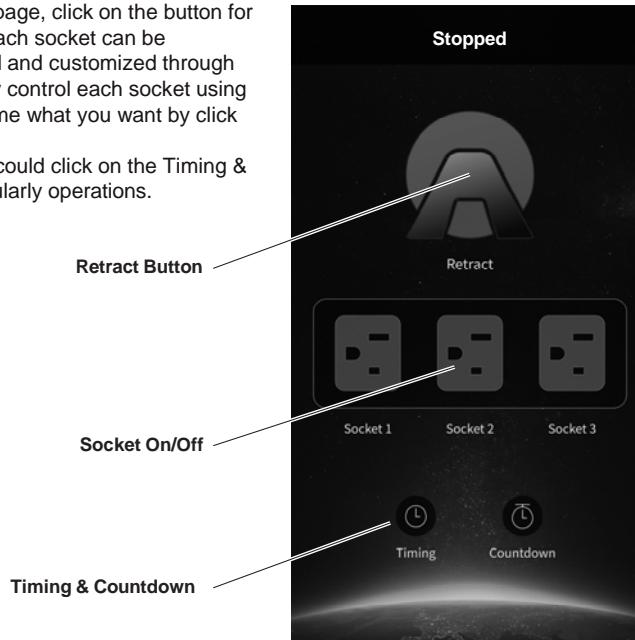 page, click on the button for
ach socket can be
and customized through
control each socket using
me what you want by click
could click on the Timing &
ularly operations.
Stopped
Retract Button
Retract
Socket On/Off
Socket 1 Socket 2 Socket 3
Timing & Countdown
Timing Countdown